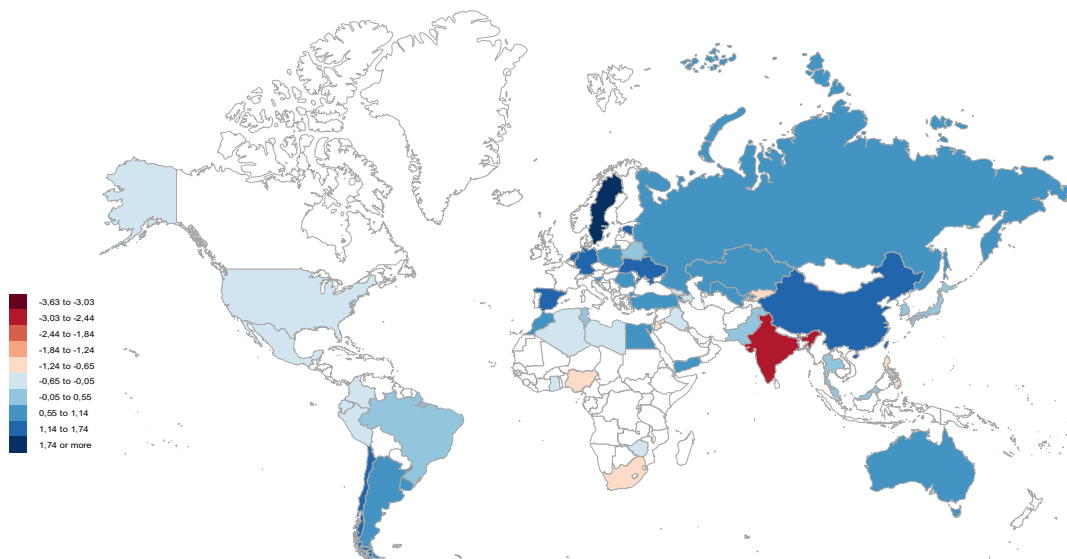 -3,63 to -3,03
-3,03 to -2,44
-2,44 to -1,84
-1,84 to -1,24
-1,24 to -0,65
-0,65 to -0,05
-0,05 to 0,55
0,55 to 1,14
1,14 to 1,74
1,74 or more